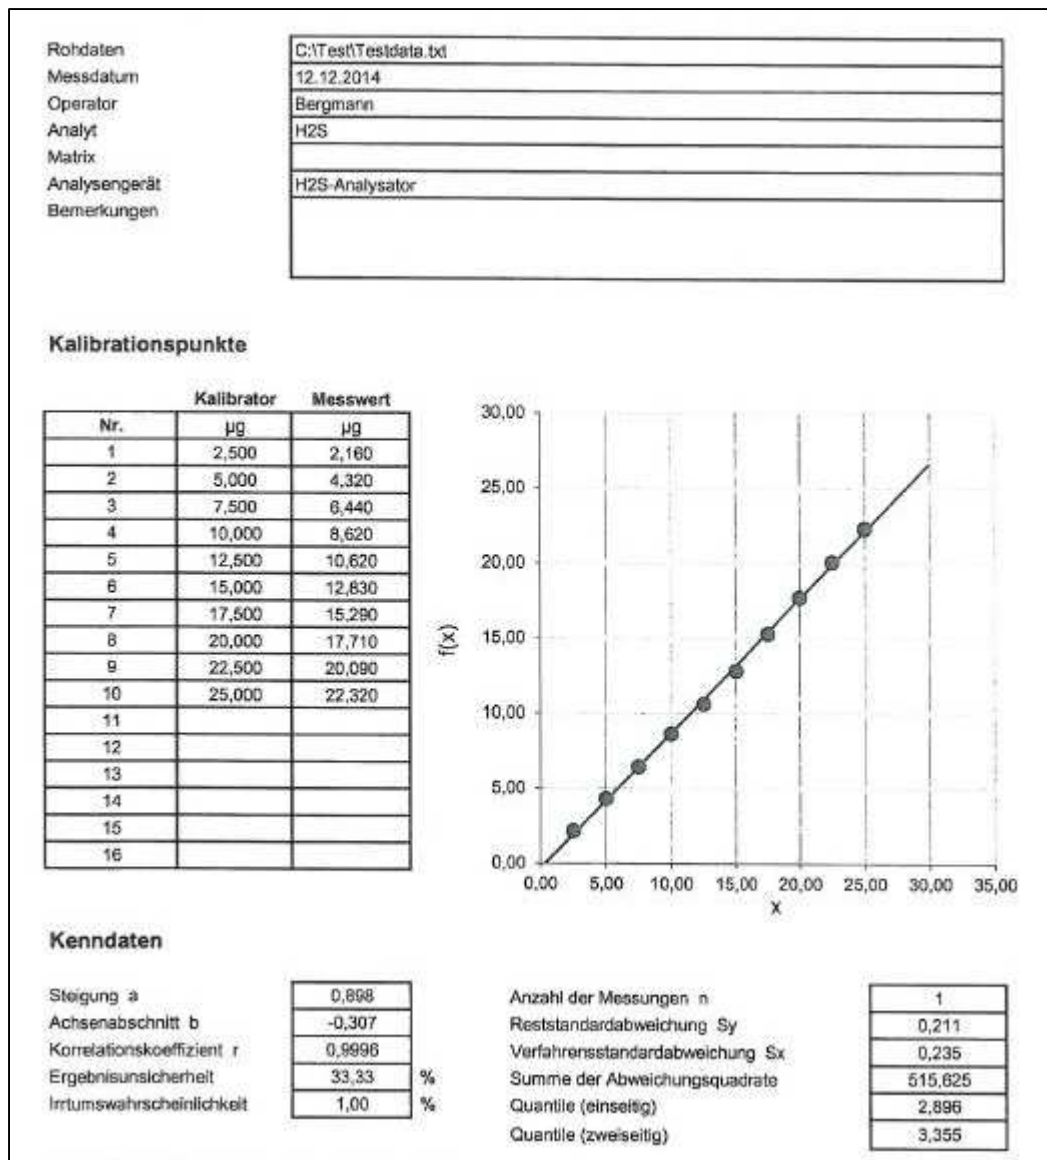 Rohdaten C:\Test\Testdata.txt
Messdatum 12.12.2014
Operator Bergmann
Analyt H2S
Matrix
Analysengerät H2S-Analysator
Bemerkungen
Kalibrationspunkte
Kalibrator Messwert
Nr. µg µg
1 2,500 2,160
2 5,000 4,320
3 7,500 6,440
4 10,000 8,620
5 12,500 10,620
6 15,000 12,830
7 17,500 15,290
8 20,000 17,710
9 22,500 20,090
10 25,000 22,320
11
12
13
14
15
16
30,00
25,00
20,00
15,00
10,00
5,00
0,00
f(x)
0,00 5,00 10,00 15,00 20,00 25,00 30,00 35,00
X
Kenndaten
Steigung a 0,898
Achsenabschnitt b -0,307
Korrelationskoeffizient r 0,9996
Ergebnisunsicherheit 33,33 %
Irrtumswahrscheinlichkeit 1,00 %
Anzahl der Messungen n 1
Reststandardabweichung Sy 0,211
Verfahrensstandardabweichung Sx 0,235
Summe der Abweichungsquadrate 515,625
Quantile (einseitig) 2,896
Quantile (zweiseitig) 3,355